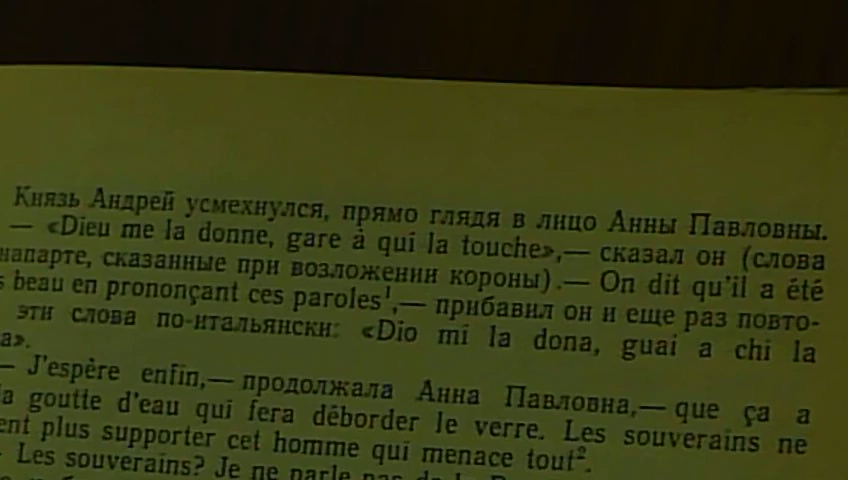 Князь Андрей усмехнулся, прямо глядя в лицо Анны Павловны.
— «Dieu me la donne, gare à qui la touche»,— сказал он (слова
напарте, сказанные при возложении короны).— On dit qu'il a été
s beau en prononçant ces paroles¹,— прибавил он и еще раз повто-
эти слова по-итальянски: «Dio mi la dona, guai a chi la
a».
— J'espère enfin,— продолжала Анна Павловна,— que ça a
la goutte d'eau qui fera déborder le verre. Les souverains ne
ent plus supporter cet homme qui menace tout².
Les souverains? Je ne parle pas de la